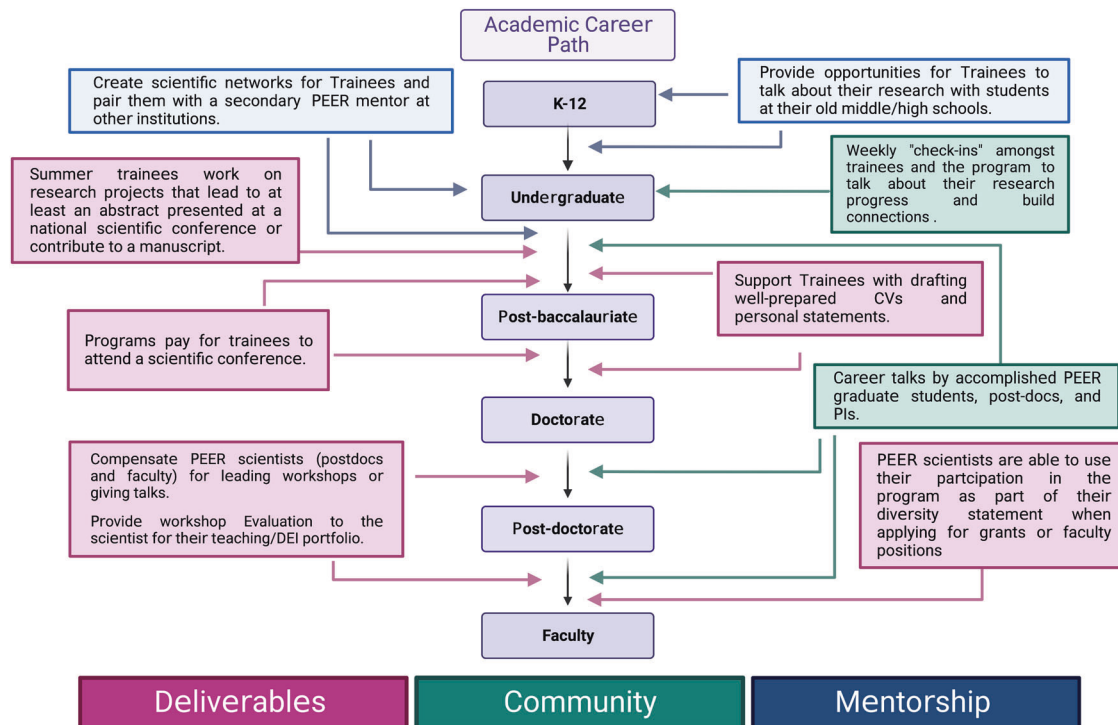 Academic Career
Path
Create scientific networks for Trainees and
pair them with a secondary PEER mentor at
other institutions.
K-12
Provide opportunities for Trainees to
talk about their research with students
at their old middle/high schools.
Summer trainees work on
research projects that lead to at
least an abstract presented at a
national scientific conference or
contribute to a manuscript.
Undergraduate
Weekly "check-ins" amongst
trainees and the program to
talk about their research
progress and build
connections .
Programs pay for trainees to
attend a scientific conference.
Post-baccalauriate
Support Trainees with drafting
well-prepared CVs and
personal statements.
Doctorate
Career talks by accomplished PEER
graduate students, post-docs, and
PIs.
Compensate PEER scientists (postdocs
and faculty) for leading workshops or
giving talks.
Provide workshop Evaluation to the
scientist for their teaching/DEI portfolio.
Post-doctorate
PEER scientists are able to use
their partcipation in the
program as part of their
diversity statement when
applying for grants or faculty
positions
Faculty
Deliverables
Community
Mentorship